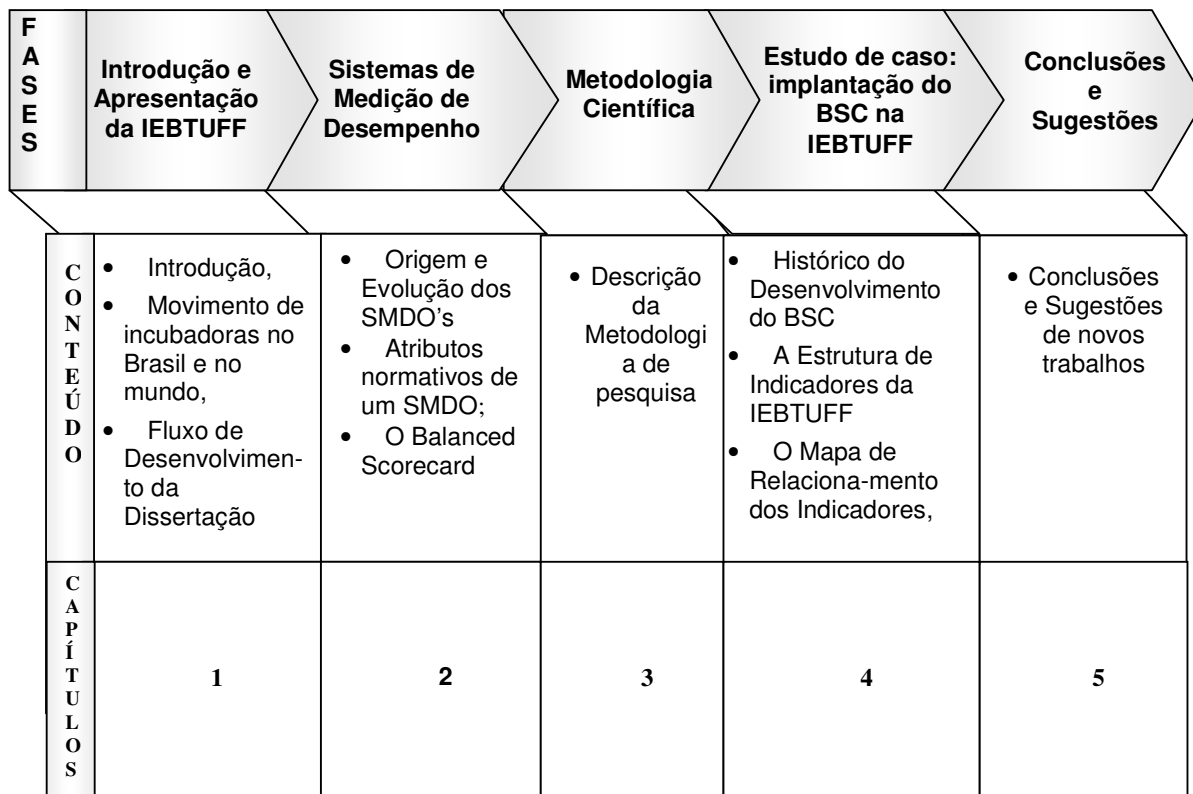 FASES
Introdução e
Apresentação
da IEBTUFF
Sistemas de
Medição de
Desempenho
Metodologia
Científica
Estudo de caso:
implantação do
BSC na
IEBTUFF
Conclusões
e
Sugestões
CONTEÚDO
• Introdução,
• Movimento de
incubadoras no
Brasil e no
mundo,
• Fluxo de
Desenvolvimen-
to da
Dissertação
• Origem e
Evolução dos
SMDO's
• Atributos
normativos de
um SMDO;
• O Balanced
Scorecard
• Descrição
da
Metodologi
a de
pesquisa
• Histórico do
Desenvolvimento
do BSC
• A Estrutura de
Indicadores da
IEBTUFF
• O Mapa de
Relaciona-mento
dos Indicadores,
• Conclusões
e Sugestões
de novos
trabalhos
CAPÍTULOS
1
2
3
4
5